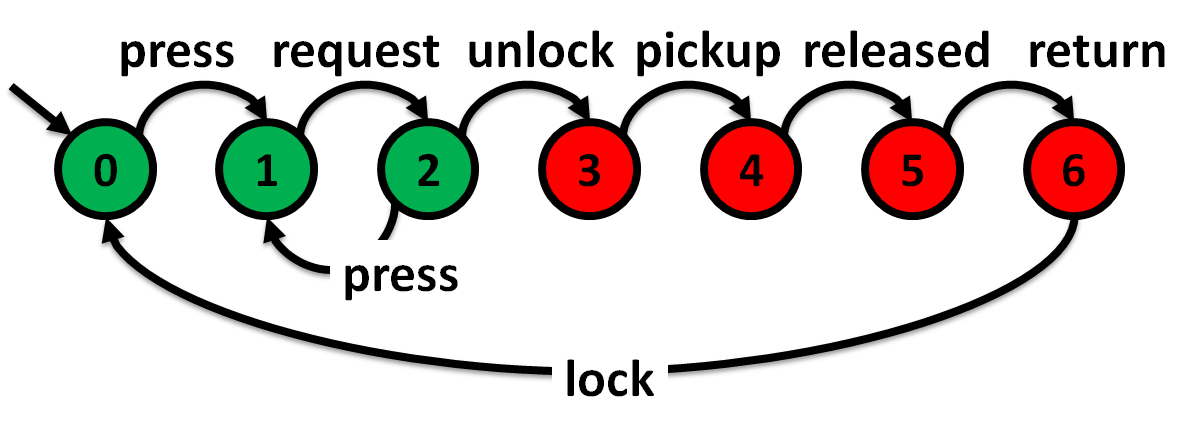 press request unlock pickup released return
0 1 2 3 4 5 6
press
lock